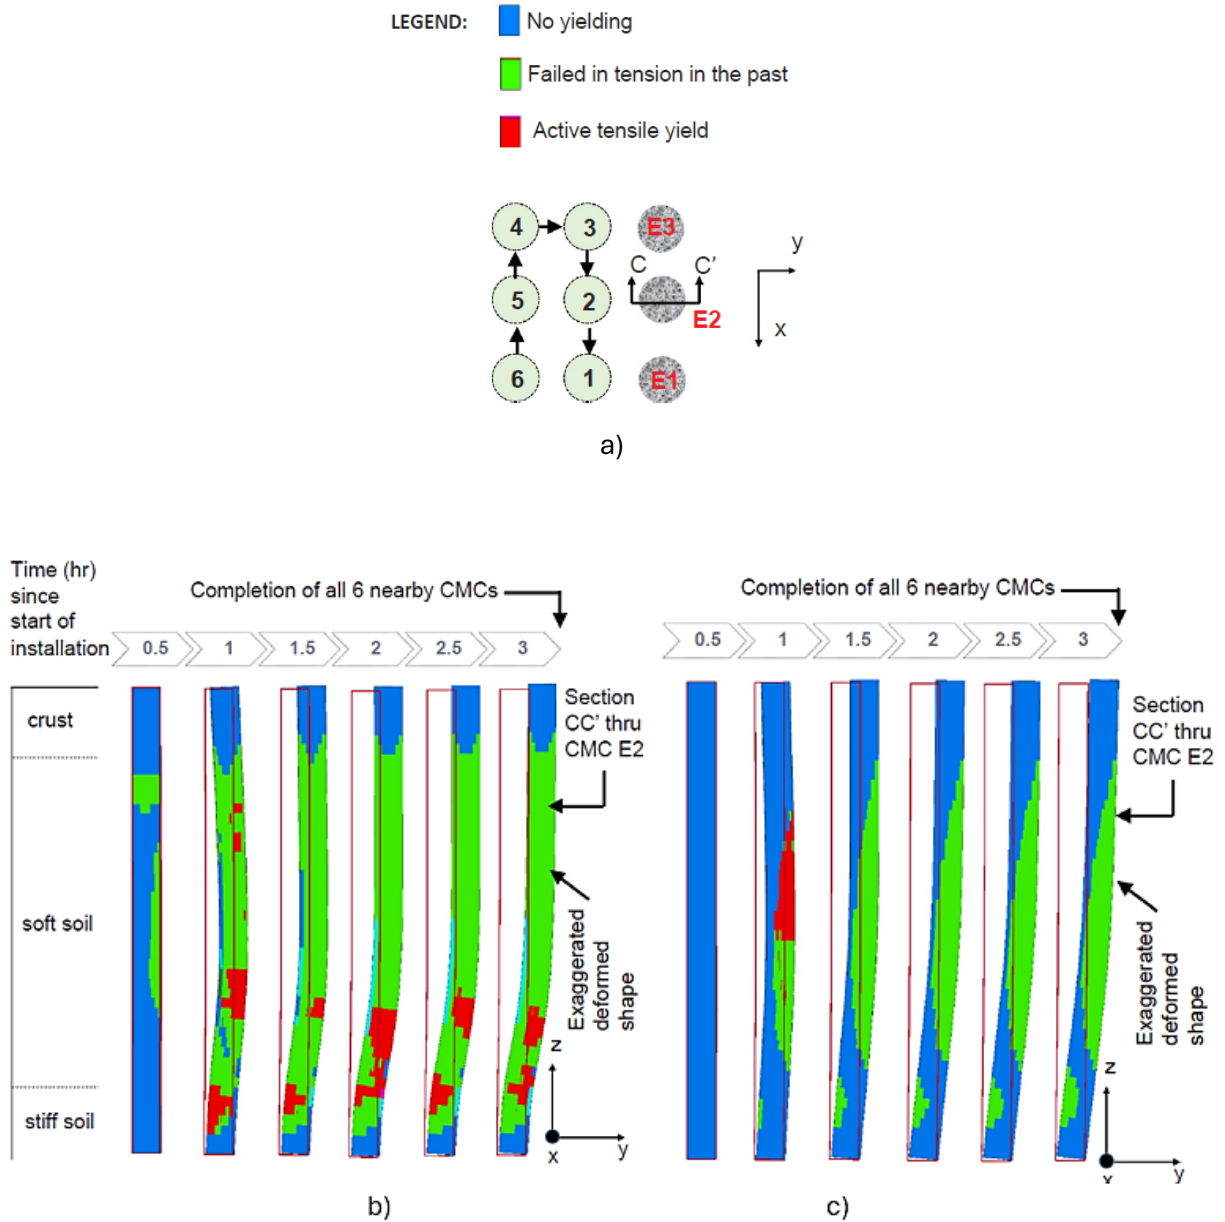 LEGEND:
No yielding
Failed in tension in the past
Active tensile yield
4
3
E3
C
C'
y
5
2
E2
x
6
1
E1
a)
Time (hr)
since
start of
installation
Completion of all 6 nearby CMCs
0.5
1
1.5
2
2.5
3
crust
soft soil
stiff soil
Section
CC' thru
CMC E2
Exaggerated
deformed
shape
z
x
y
b)
Completion of all 6 nearby CMCs
0.5
1
1.5
2
2.5
3
Section
CC' thru
CMC E2
Exaggerated
deformed
shape
z
x
y
c)